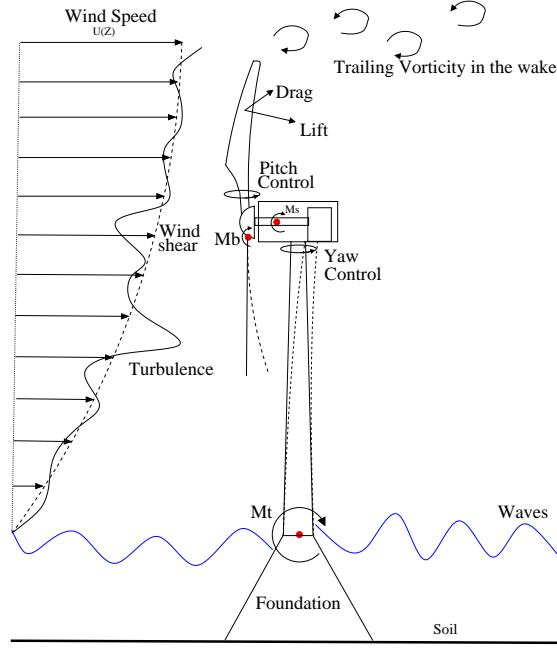 Wind Speed
U(Z)
Trailing Vorticity in the wake
Drag
Lift
Pitch
Control
Ms
Wind
shear
Mb
Yaw
Control
Turbulence
Mt
Waves
Foundation
Soil